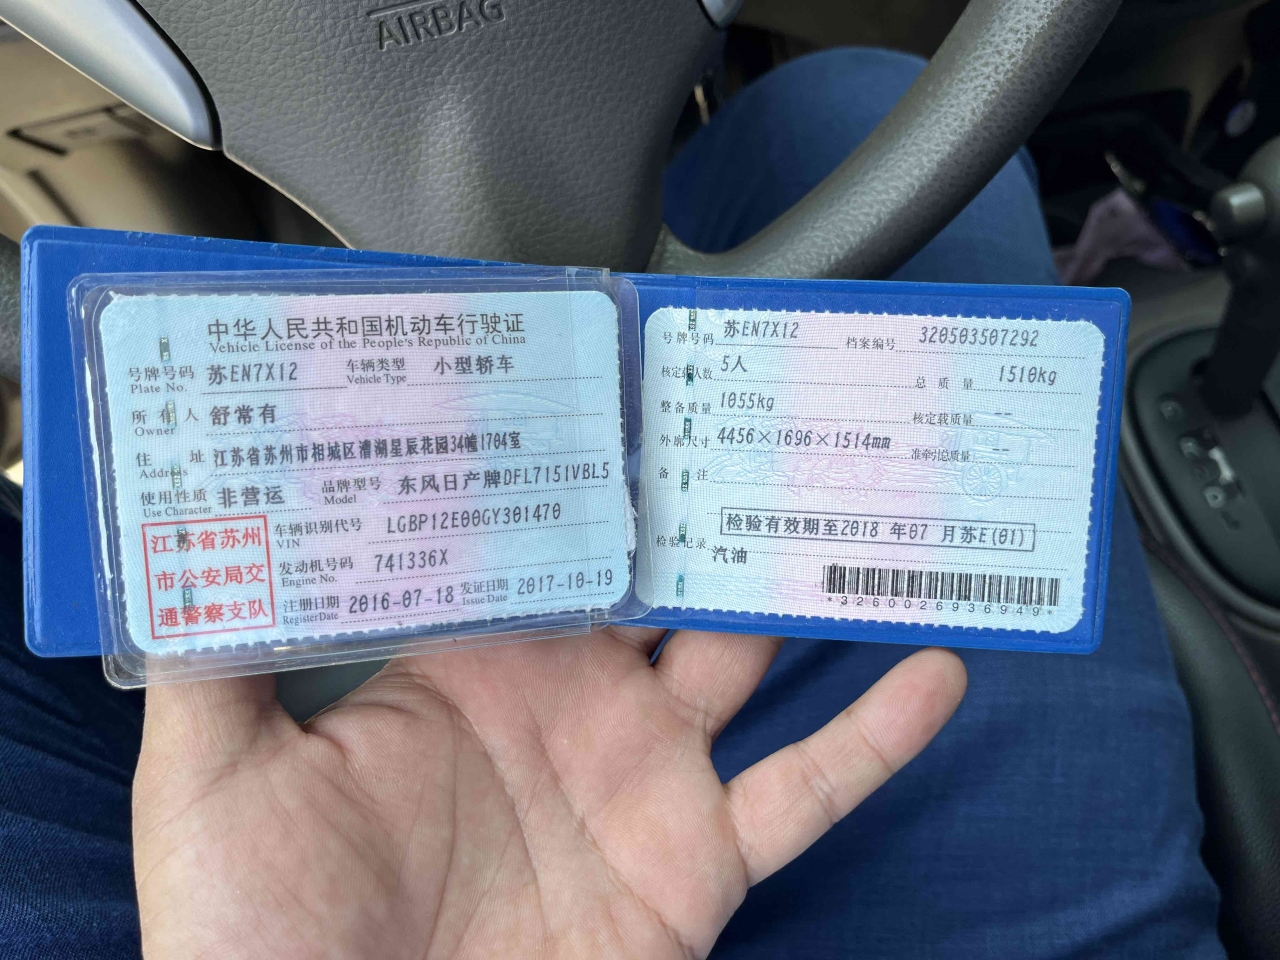 AIRBAG
中华人民共和国机动车行驶证
Vehicle License of the People's Republic of China
号牌号码 苏EN7X12 车辆类型 小型轿车
Plate No. Vehicle Type
所有人 舒常有
Owner
住址 江苏省苏州市相城区漕湖星辰花园34幢1704室
Address
使用性质 非营运 品牌型号 东风日产牌DFL7151VBL5
Use Character Model
江苏省苏州
市公安局交
通警察支队
车辆识别代号 LGBP12E00GY301470
VIN
发动机号码 741336X
Engine No.
注册日期 2016-07-18 发证日期 2017-10-19
RegisterDate Issue Date
号牌号码 苏EN7X12 档案编号 320503507292
核定载人数 5人 总质量 1510kg
整备质量 1055kg 核定载质量 --
外廓尺寸 4456×1696×1514mm 准牵引总质量 --
备注
检验有效期至2018 年07 月苏E(01)
检验记录 汽油
*3260026936949*